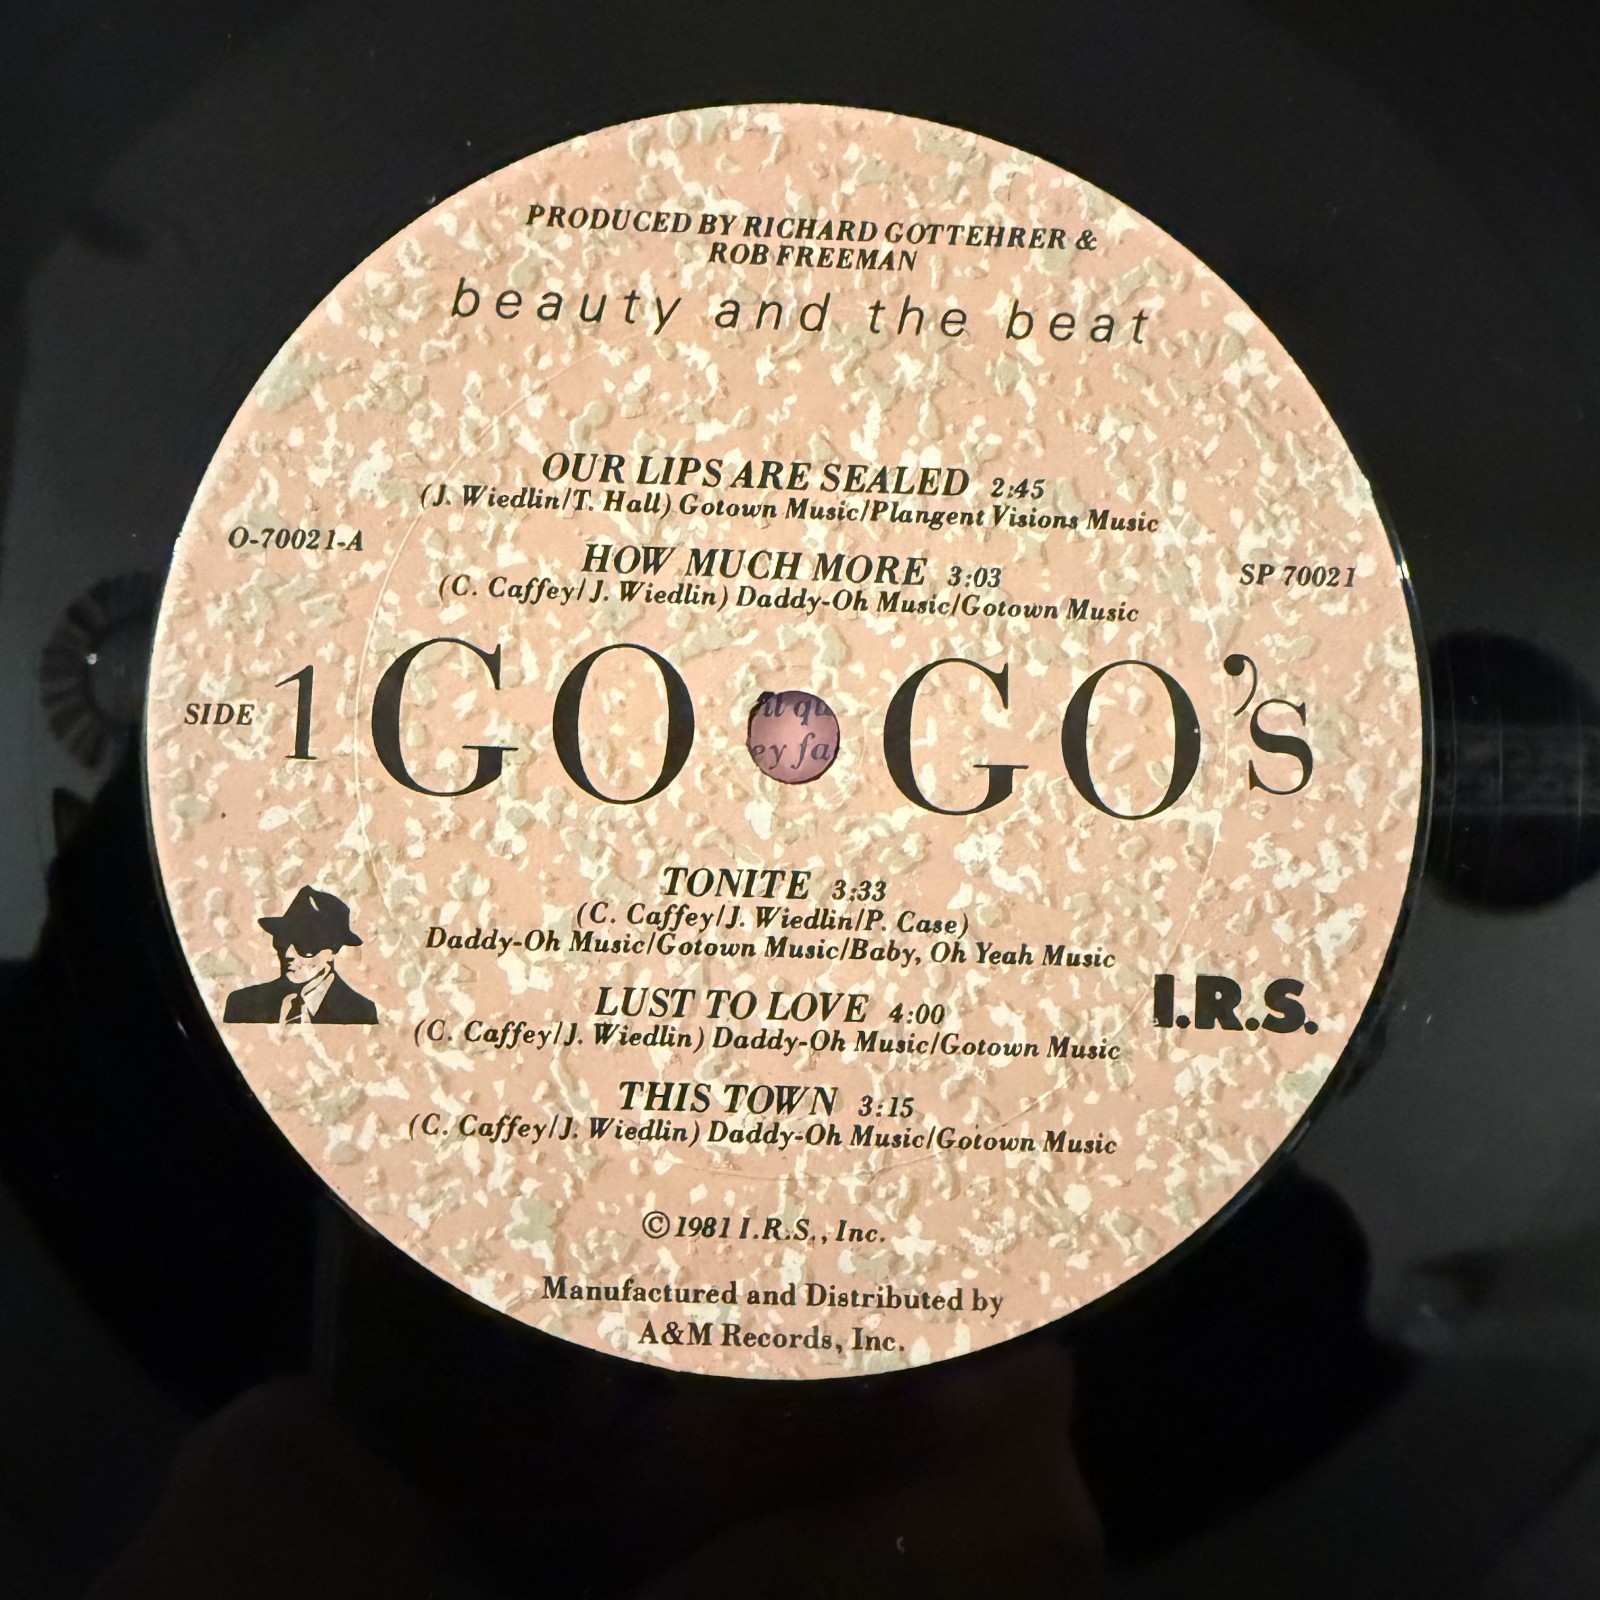 PRODUCED BY RICHARD GOTTEHRER &
ROB FREEMAN
beauty and the beat
OUR LIPS ARE SEALED 2:45
(J. Wiedlin/T. Hall) Gotown Music/Plangent Visions Music
O-70021-A
HOW MUCH MORE 3:03
(C. Caffey/J. Wiedlin) Daddy-Oh Music/Gotown Music
SP 70021
SIDE 1
GO GO's
TONITE 3:33
(C. Caffey/J. Wiedlin/P. Case)
Daddy-Oh Music/Gotown Music/Baby, Oh Yeah Music
LUST TO LOVE 4:00
(C. Caffey/J. Wiedlin) Daddy-Oh Music/Gotown Music
I.R.S.
THIS TOWN 3:15
(C. Caffey/J. Wiedlin) Daddy-Oh Music/Gotown Music
©1981 I.R.S., Inc.
Manufactured and Distributed by
A&M Records, Inc.